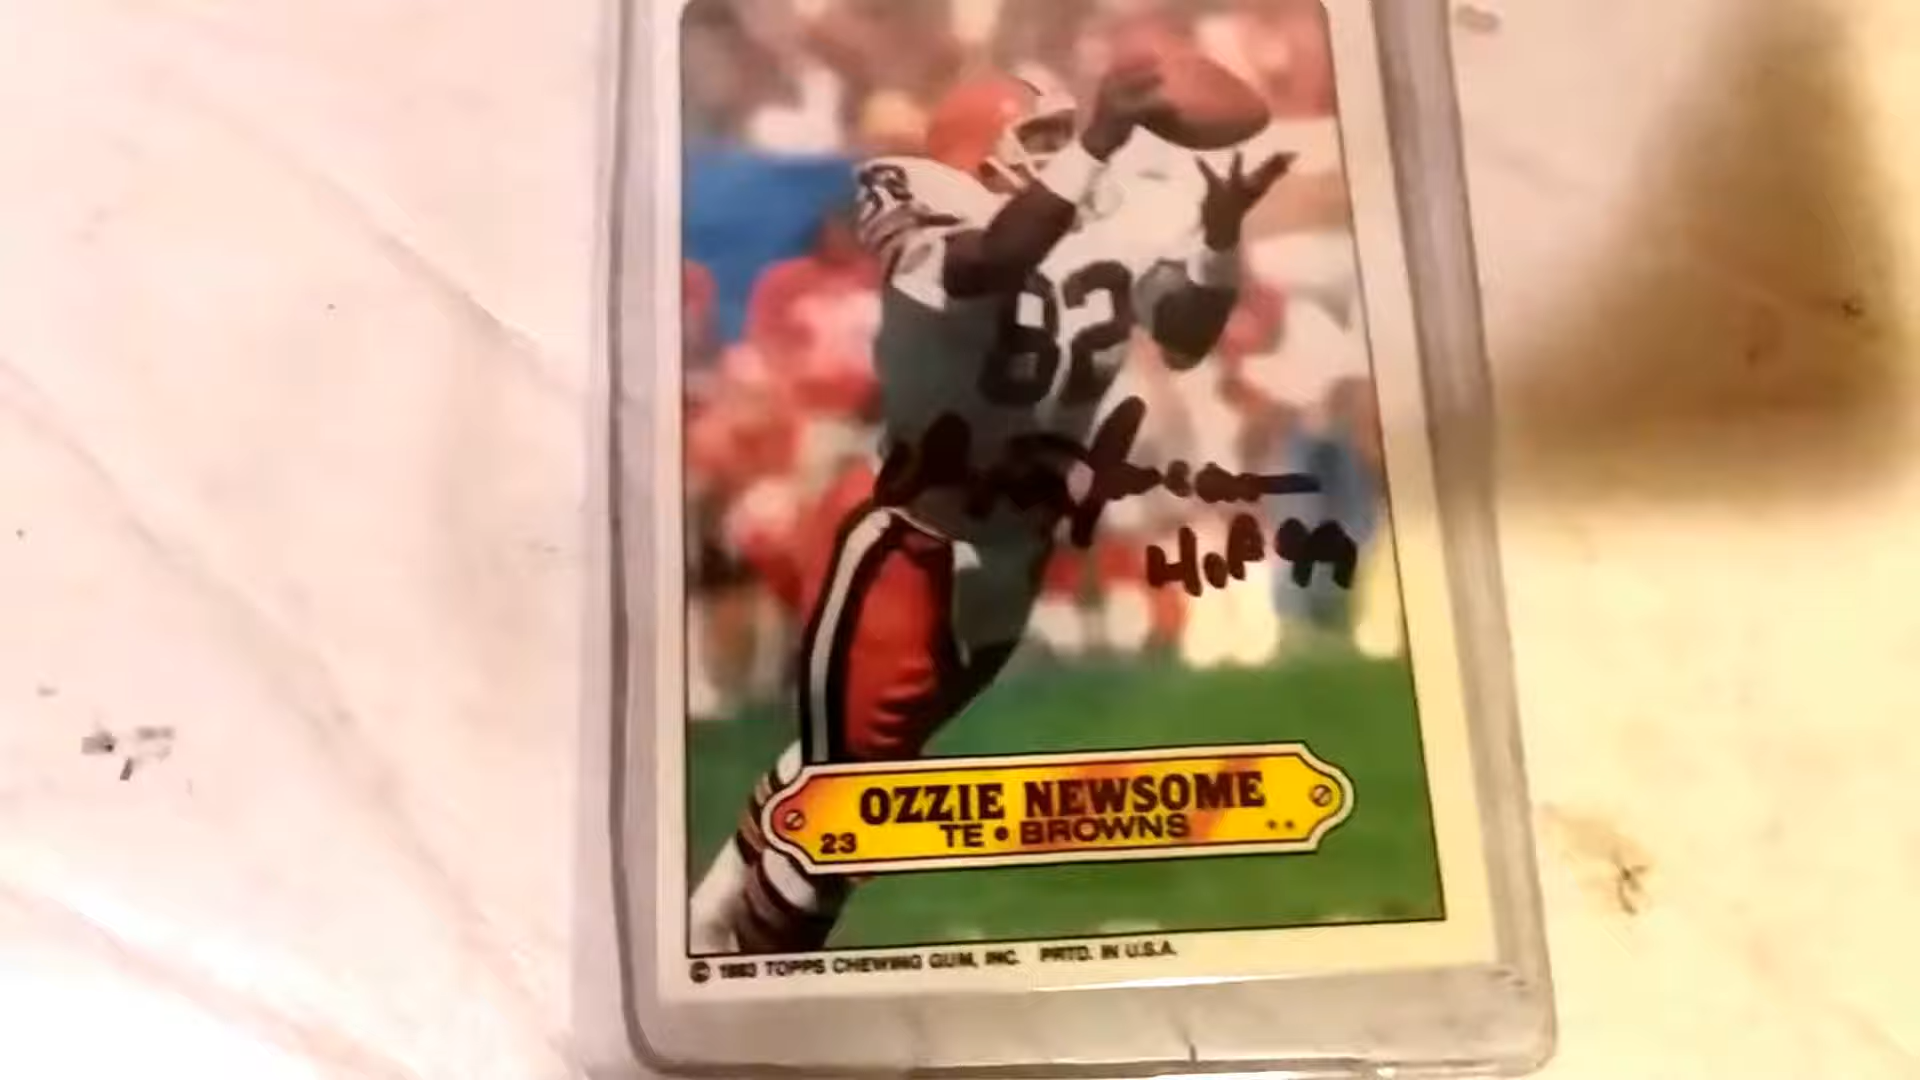 82
HOF 99
OZZIE NEWSOME
23 TE • BROWNS **
© 1983 TOPPS CHEWING GUM, INC. PRTD. IN U.S.A.